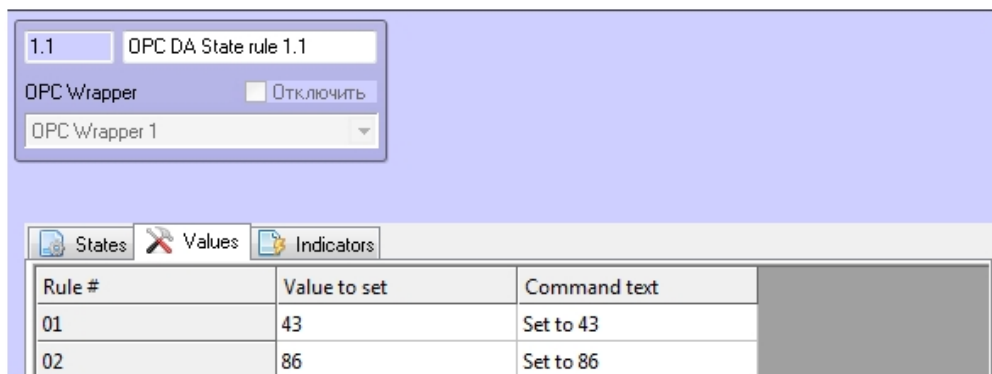 1.1 OPC DA State rule 1.1
OPC Wrapper Отключить
OPC Wrapper 1
States Values Indicators
Rule # Value to set Command text
01 43 Set to 43
02 86 Set to 86